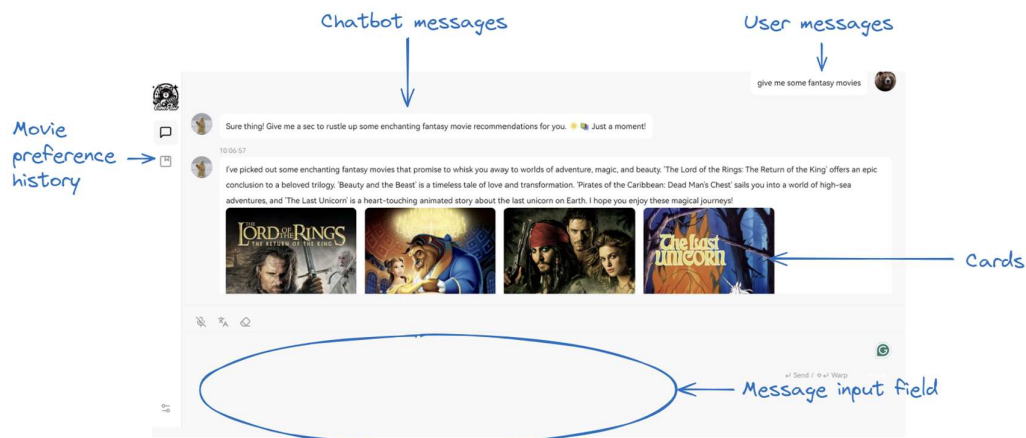 Chatbot messages
User messages
give me some fantasy movies
Sure thing! Give me a sec to rustle up some enchanting fantasy movie recommendations for you. ☀️ 📚 Just a moment!
Movie
preference
history
10:06:57
I've picked out some enchanting fantasy movies that promise to whisk you away to worlds of adventure, magic, and beauty. 'The Lord of the Rings: The Return of the King' offers an epic
conclusion to a beloved trilogy. 'Beauty and the Beast' is a timeless tale of love and transformation. 'Pirates of the Caribbean: Dead Man's Chest' sails you into a world of high-sea
adventures, and 'The Last Unicorn' is a heart-touching animated story about the last unicorn on Earth. I hope you enjoy these magical journeys!
THE
LORD OF THE RINGS
THE RETURN OF THE KING
The Last
Unicorn
Cards
↵ Send / ⇧↵ Warp
Message input field